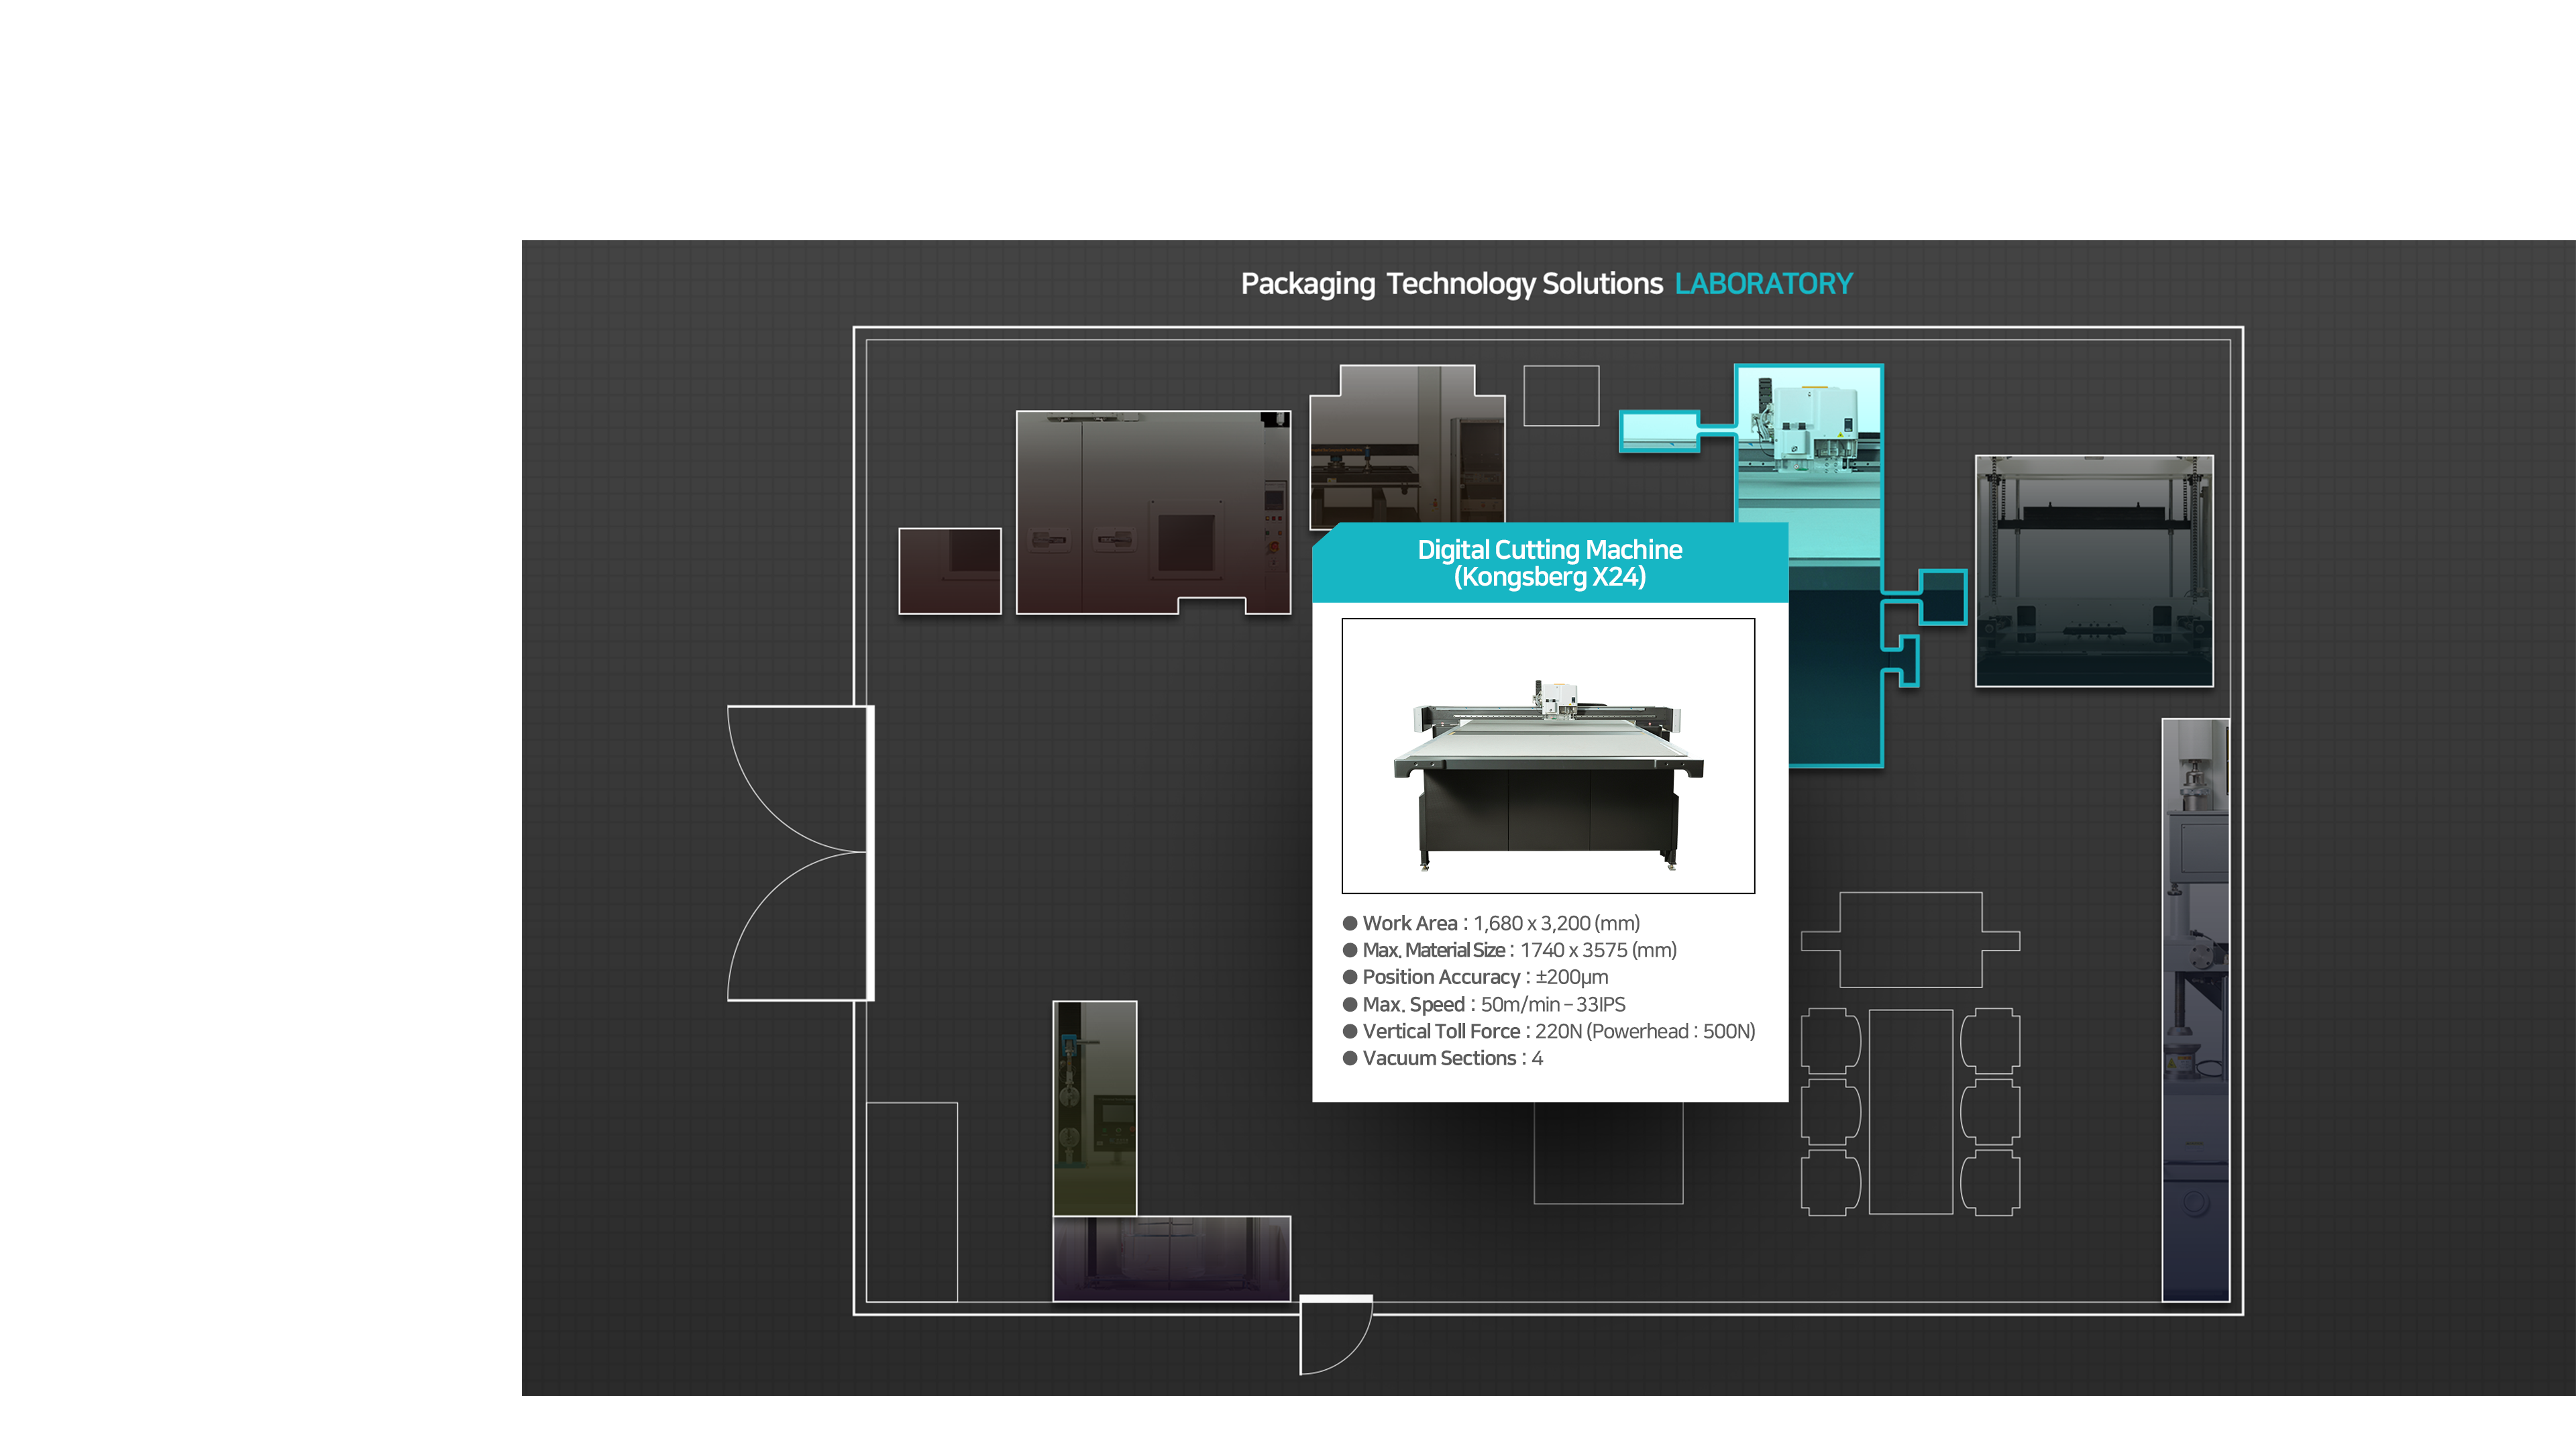 Packaging Technology Solutions LABORATORY
Digital Cutting Machine
(Kongsberg X24)
● Work Area : 1,680 x 3,200 (mm)
● Max. Material Size : 1740 x 3575 (mm)
● Position Accuracy : ±200μm
● Max. Speed : 50m/min – 33IPS
● Vertical Toll Force : 220N (Powerhead : 500N)
● Vacuum Sections : 4